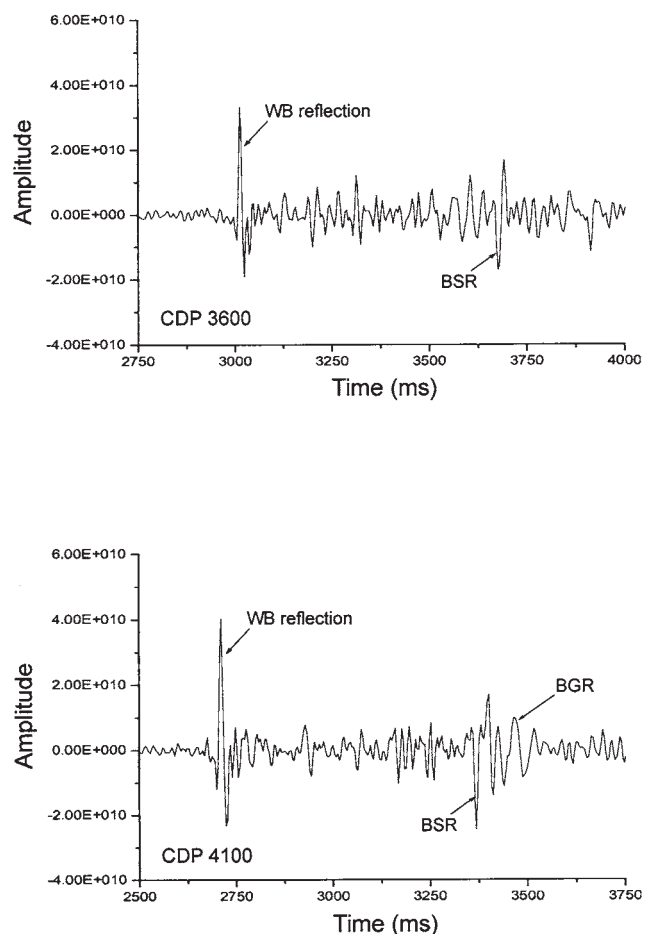 6.00E+010
4.00E+010
2.00E+010
0.00E+000
-2.00E+010
-4.00E+010
Amplitude
WB reflection
BSR
CDP 3600
2750 3000 3250 3500 3750 4000
Time (ms)
6.00E+010
4.00E+010
2.00E+010
0.00E+000
-2.00E+010
-4.00E+010
Amplitude
WB reflection
BGR
BSR
CDP 4100
2500 2750 3000 3250 3500 3750
Time (ms)